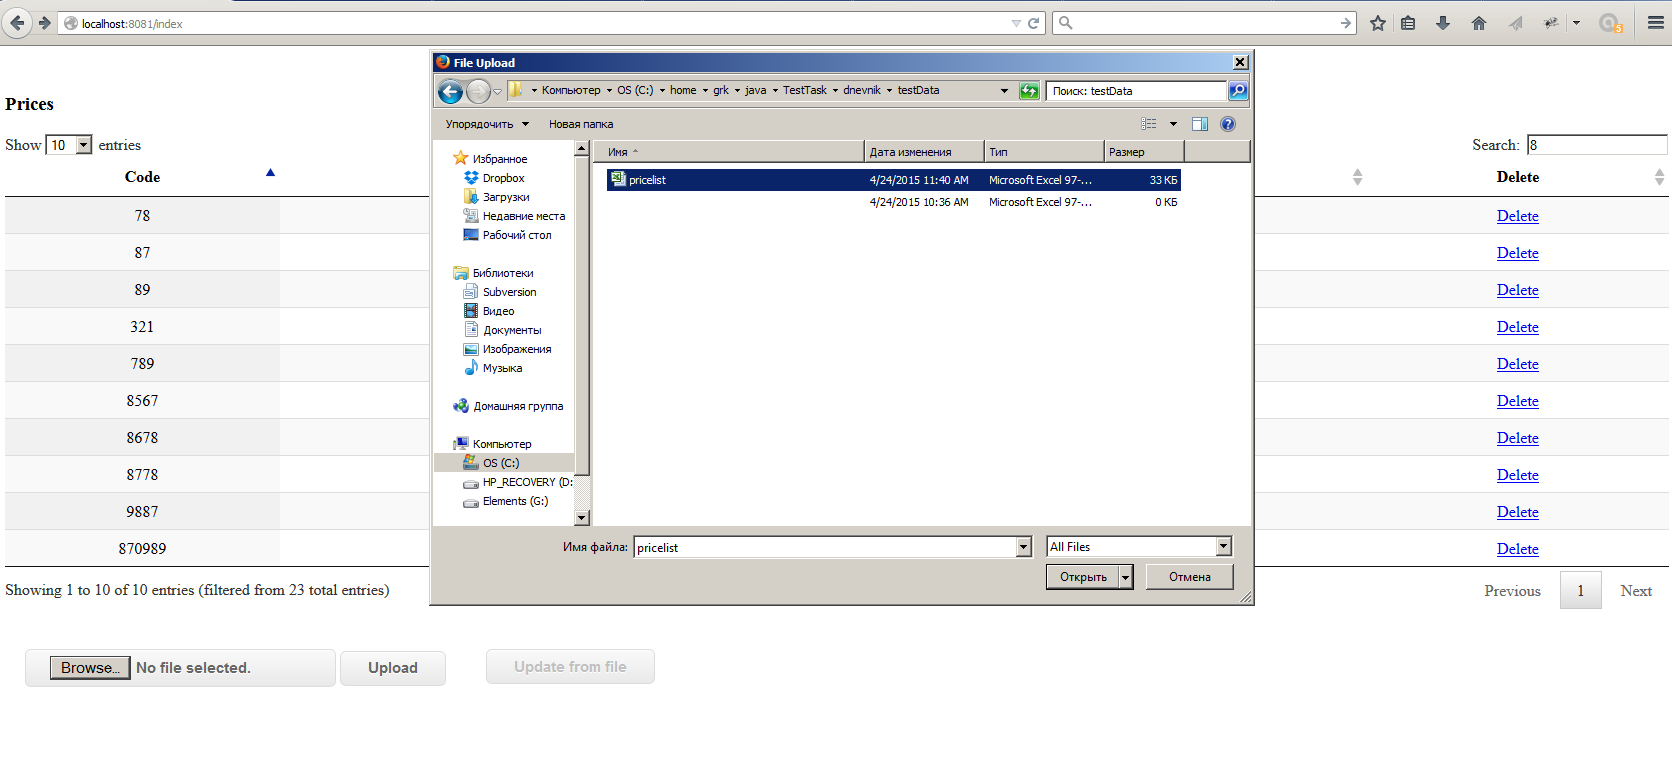 localhost:8081/index
5
File Upload
Компьютер OS (C:) home grk java TestTask dnevnik testData
Поиск: testData
Упорядочить Новая папка
Избранное
Dropbox
Загрузки
Недавние места
Рабочий стол
Библиотеки
Subversion
Видео
Документы
Изображения
Музыка
Домашняя группа
Компьютер
OS (C:)
HP_RECOVERY (D:
Elements (G:)
Имя Дата изменения Тип Размер
pricelist 4/24/2015 11:40 AM Microsoft Excel 97-... 33 КБ
4/24/2015 10:36 AM Microsoft Excel 97-... 0 КБ
Имя файла: pricelist All Files
Открыть Отмена
Prices
Show 10 entries Search: 8
Code Delete
78 Delete
87 Delete
89 Delete
321 Delete
789 Delete
8567 Delete
8678 Delete
8778 Delete
9887 Delete
870989 Delete
Showing 1 to 10 of 10 entries (filtered from 23 total entries) Previous 1 Next
Browse... No file selected. Upload Update from file